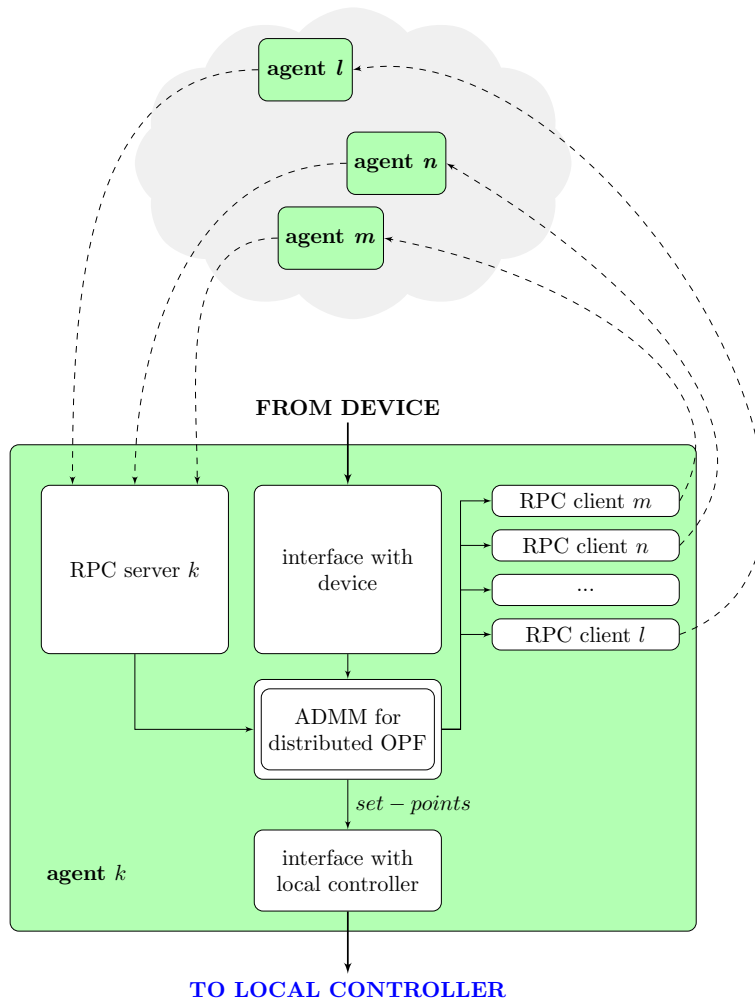 agent l
agent n
agent m
FROM DEVICE
RPC server k
interface with
device
RPC client m
RPC client n
...
RPC client l
ADMM for
distributed OPF
set − points
interface with
local controller
agent k
TO LOCAL CONTROLLER